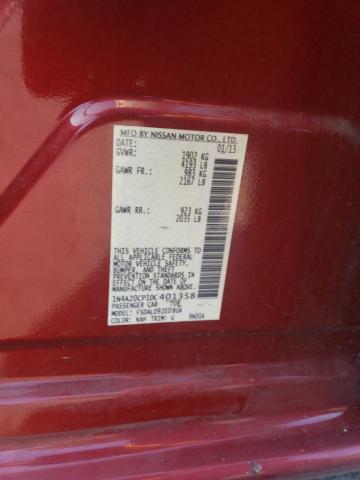 MFD BY NISSAN MOTOR CO., LTD.
DATE: 01/13
GVWR: 1902 KG
4193 LB
GAWR FR: 983 KG
2167 LB
GAWR RR: 923 KG
2035 LB
THIS VEHICLE CONFORMS TO ALL
APPLICABLE FEDERAL
MOTOR VEHICLE SAFETY,
BUMPER, AND THEFT
PREVENTION STANDARDS
IN EFFECT ON THE DATE OF
MANUFACTURE SHOWN ABOVE.
1N4AZ0CP1DC401358
PASSENGER CAR
MODEL:
COLOR: NAH TRIM: G